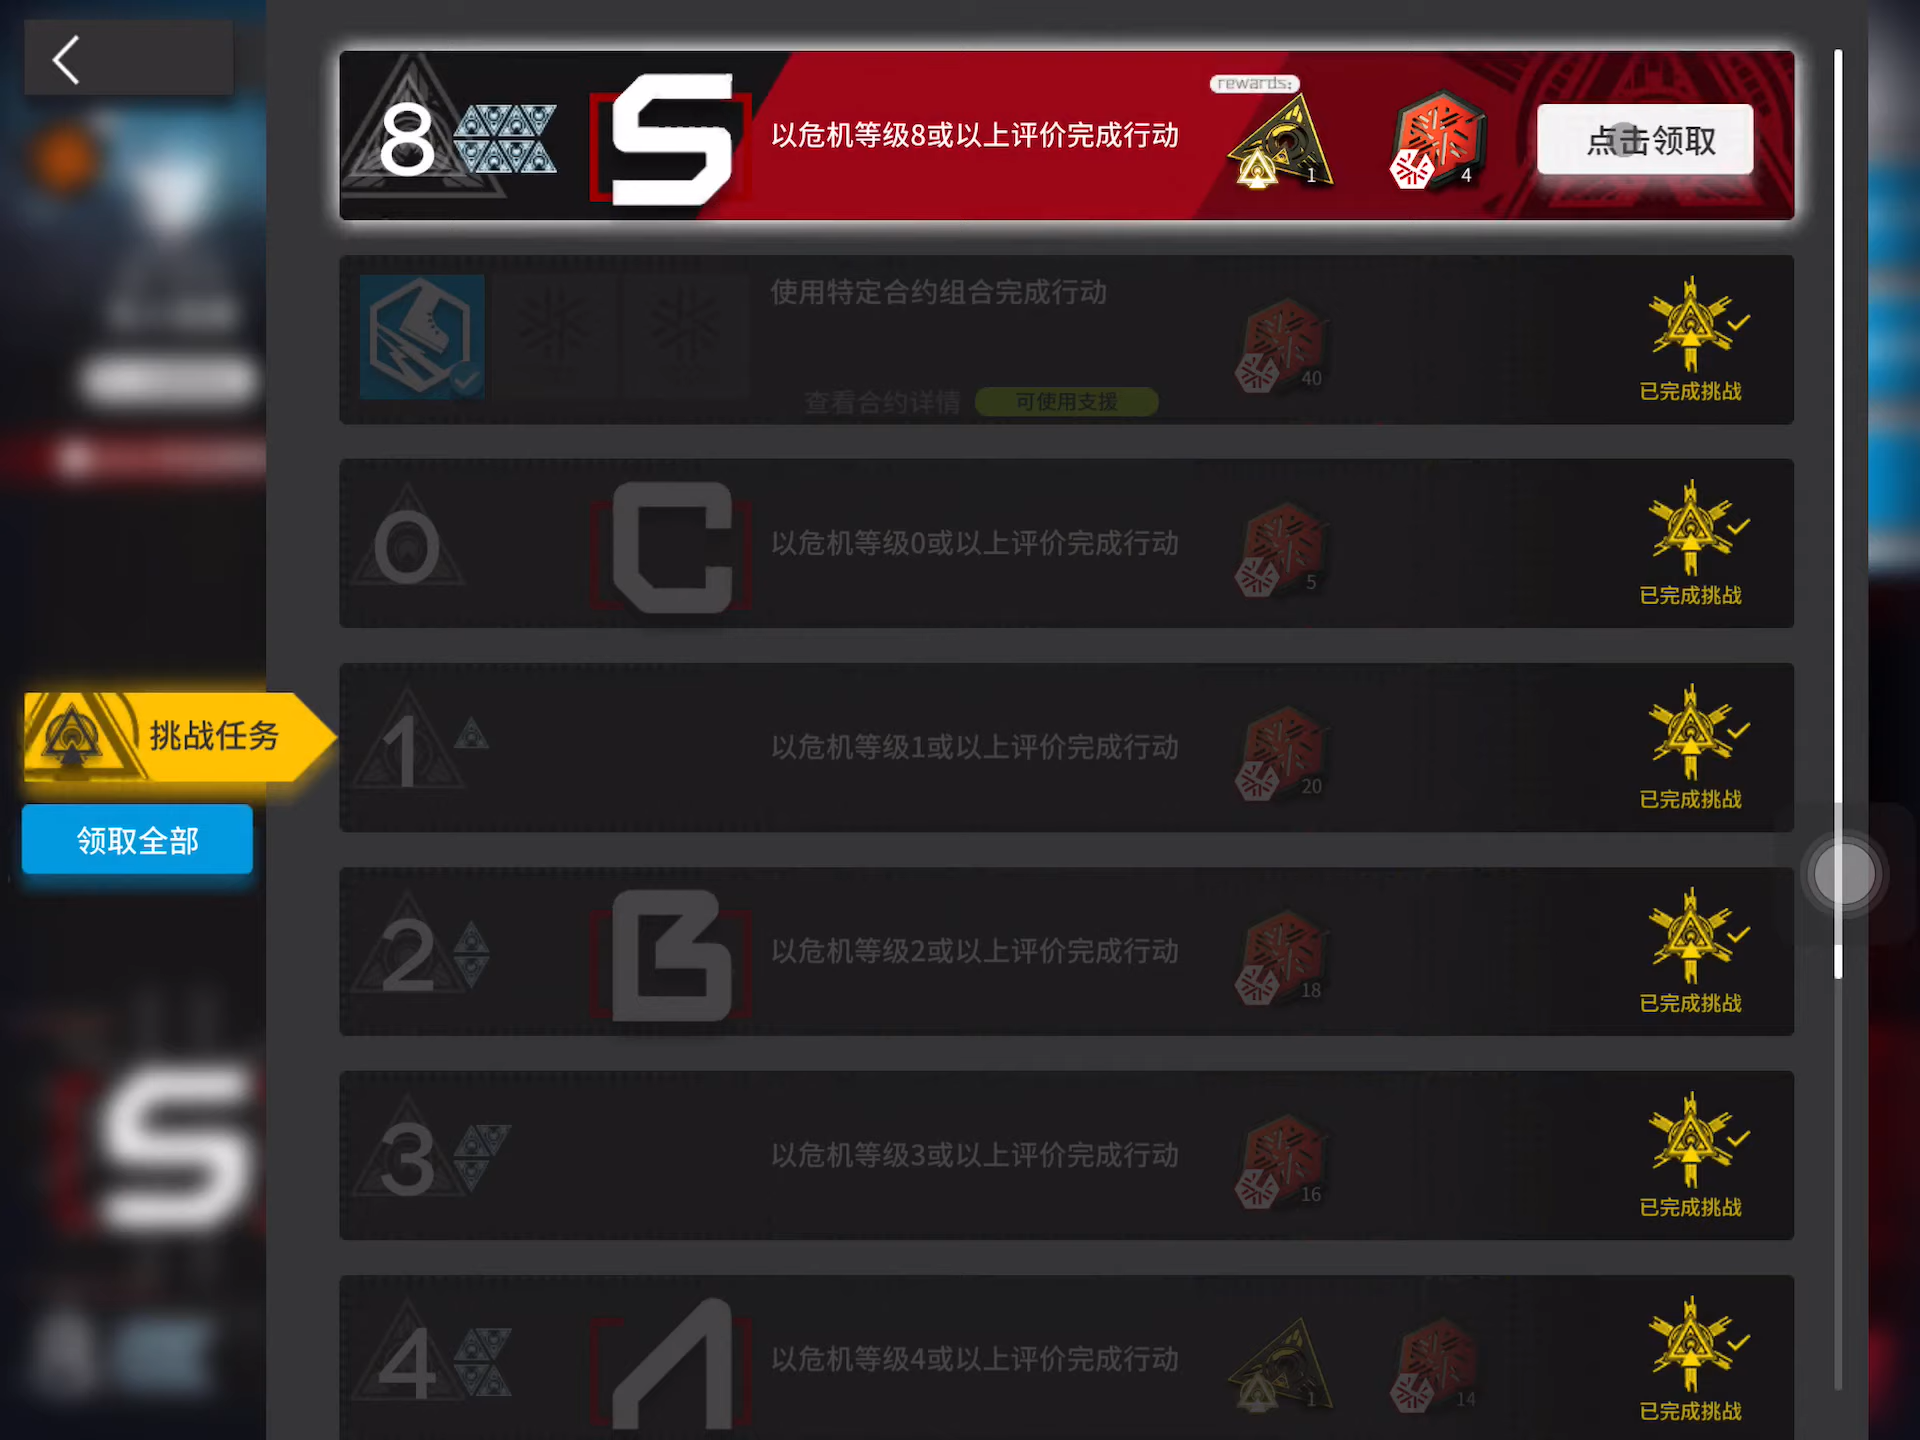 8
S
以危机等级8或以上评价完成行动
rewards:
1
4
点击领取
使用特定合约组合完成行动
查看合约详情
可使用支援
40
已完成挑战
0
C
以危机等级0或以上评价完成行动
5
已完成挑战
1
以危机等级1或以上评价完成行动
20
已完成挑战
挑战任务
领取全部
2
B
以危机等级2或以上评价完成行动
18
已完成挑战
3
以危机等级3或以上评价完成行动
16
已完成挑战
S
4
A
以危机等级4或以上评价完成行动
1
14
已完成挑战